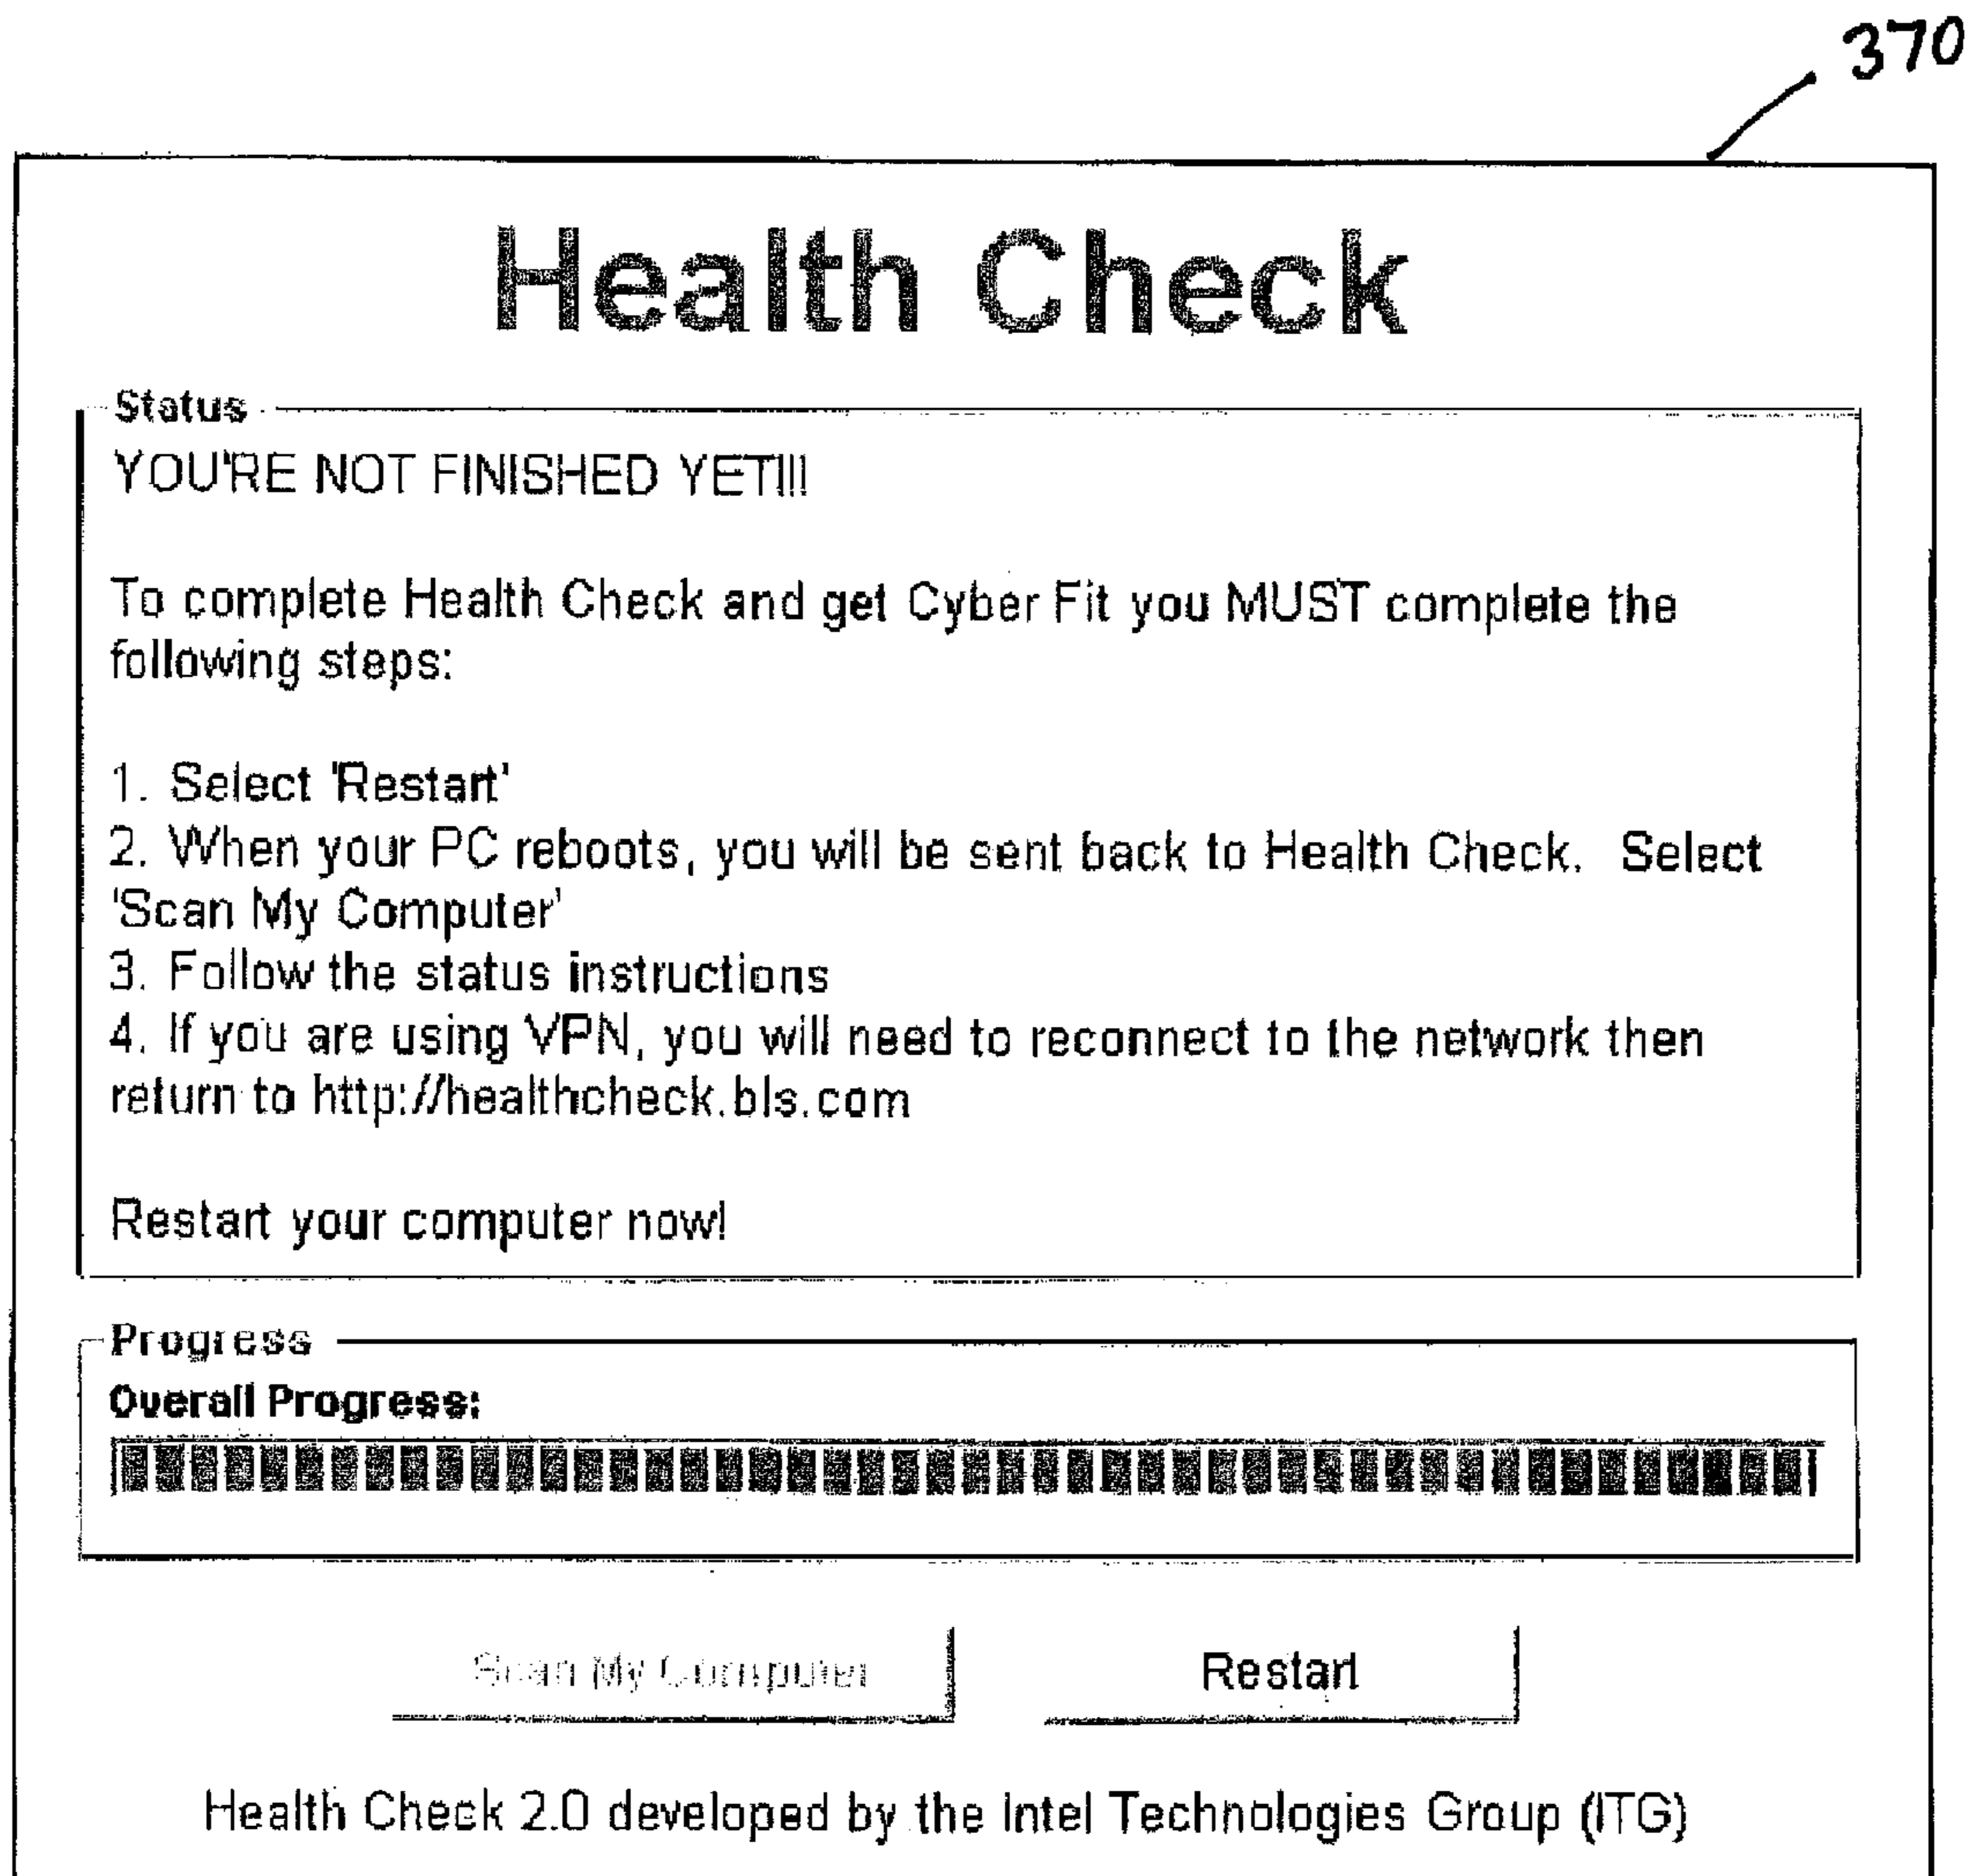 370
Health Check
Status
YOU'RE NOT FINISHED YET!!!
To complete Health Check and get Cyber Fit you MUST complete the
following steps:
1. Select 'Restart'
2. When your PC reboots, you will be sent back to Health Check. Select
'Scan My Computer'
3. Follow the status instructions
4. If you are using VPN, you will need to reconnect to the network then
return to http://healthcheck.bls.com
Restart your computer now!
Progress
Overall Progress:
Scan My Computer
Restart
Health Check 2.0 developed by the Intel Technologies Group (ITG)